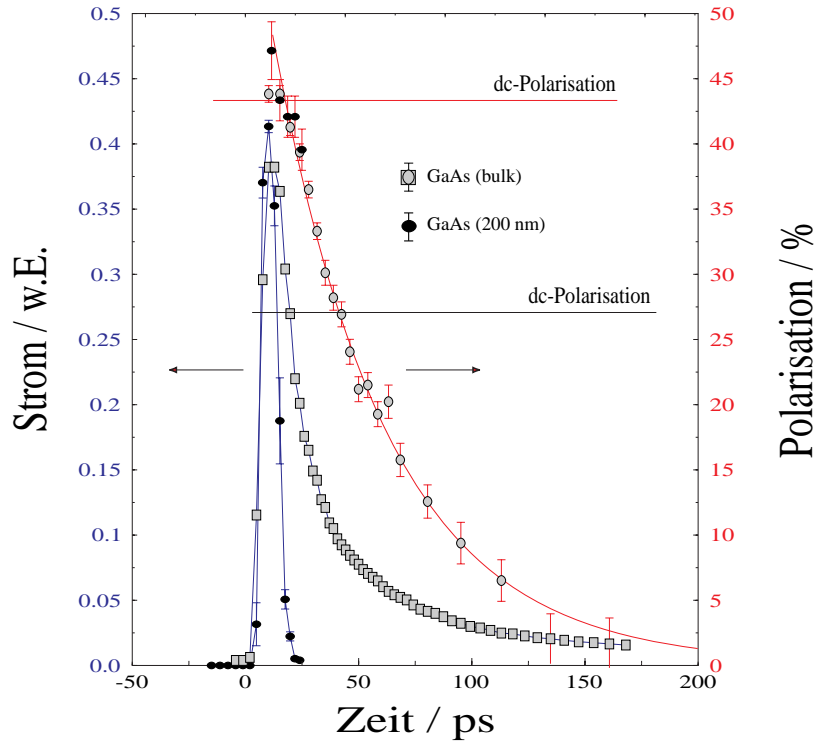 0.45
0.4
0.35
0.3
0.25
0.2
0.15
0.1
0.05
0.0
Strom / w.E.
50
45
40
35
30
25
20
15
10
5
0
Polarisation / %
dc-Polarisation
GaAs (bulk)
GaAs (200 nm)
dc-Polarisation
-50 0 50 100 150 200
Zeit / ps